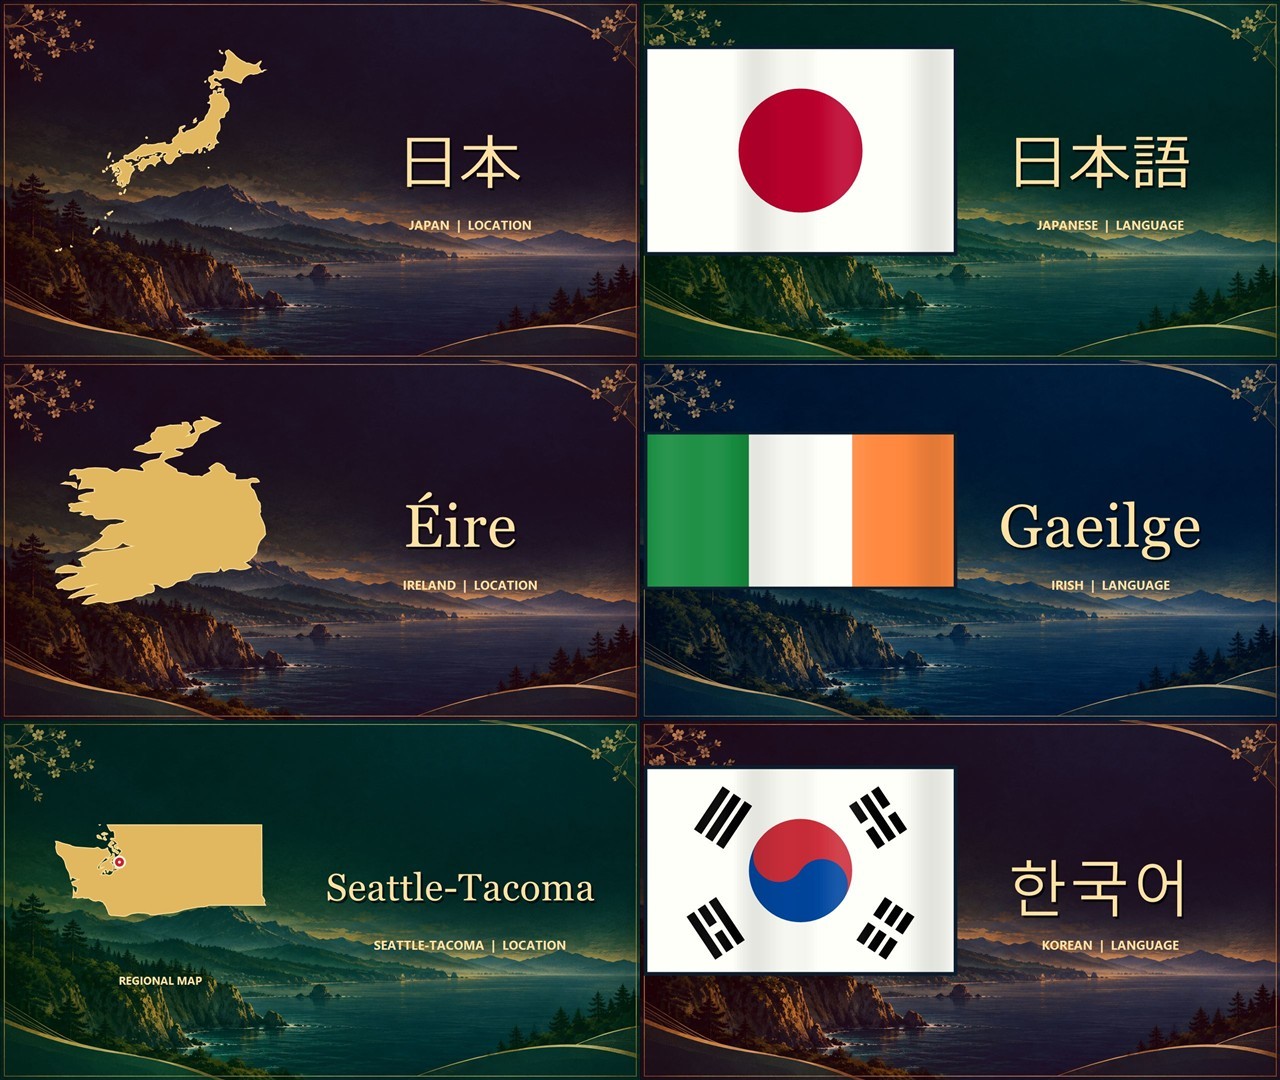 日本
JAPAN | LOCATION
日本語
JAPANESE | LANGUAGE
Éire
IRELAND | LOCATION
Gaeilge
IRISH | LANGUAGE
Seattle-Tacoma
SEATTLE-TACOMA | LOCATION
REGIONAL MAP
한국어
KOREAN | LANGUAGE